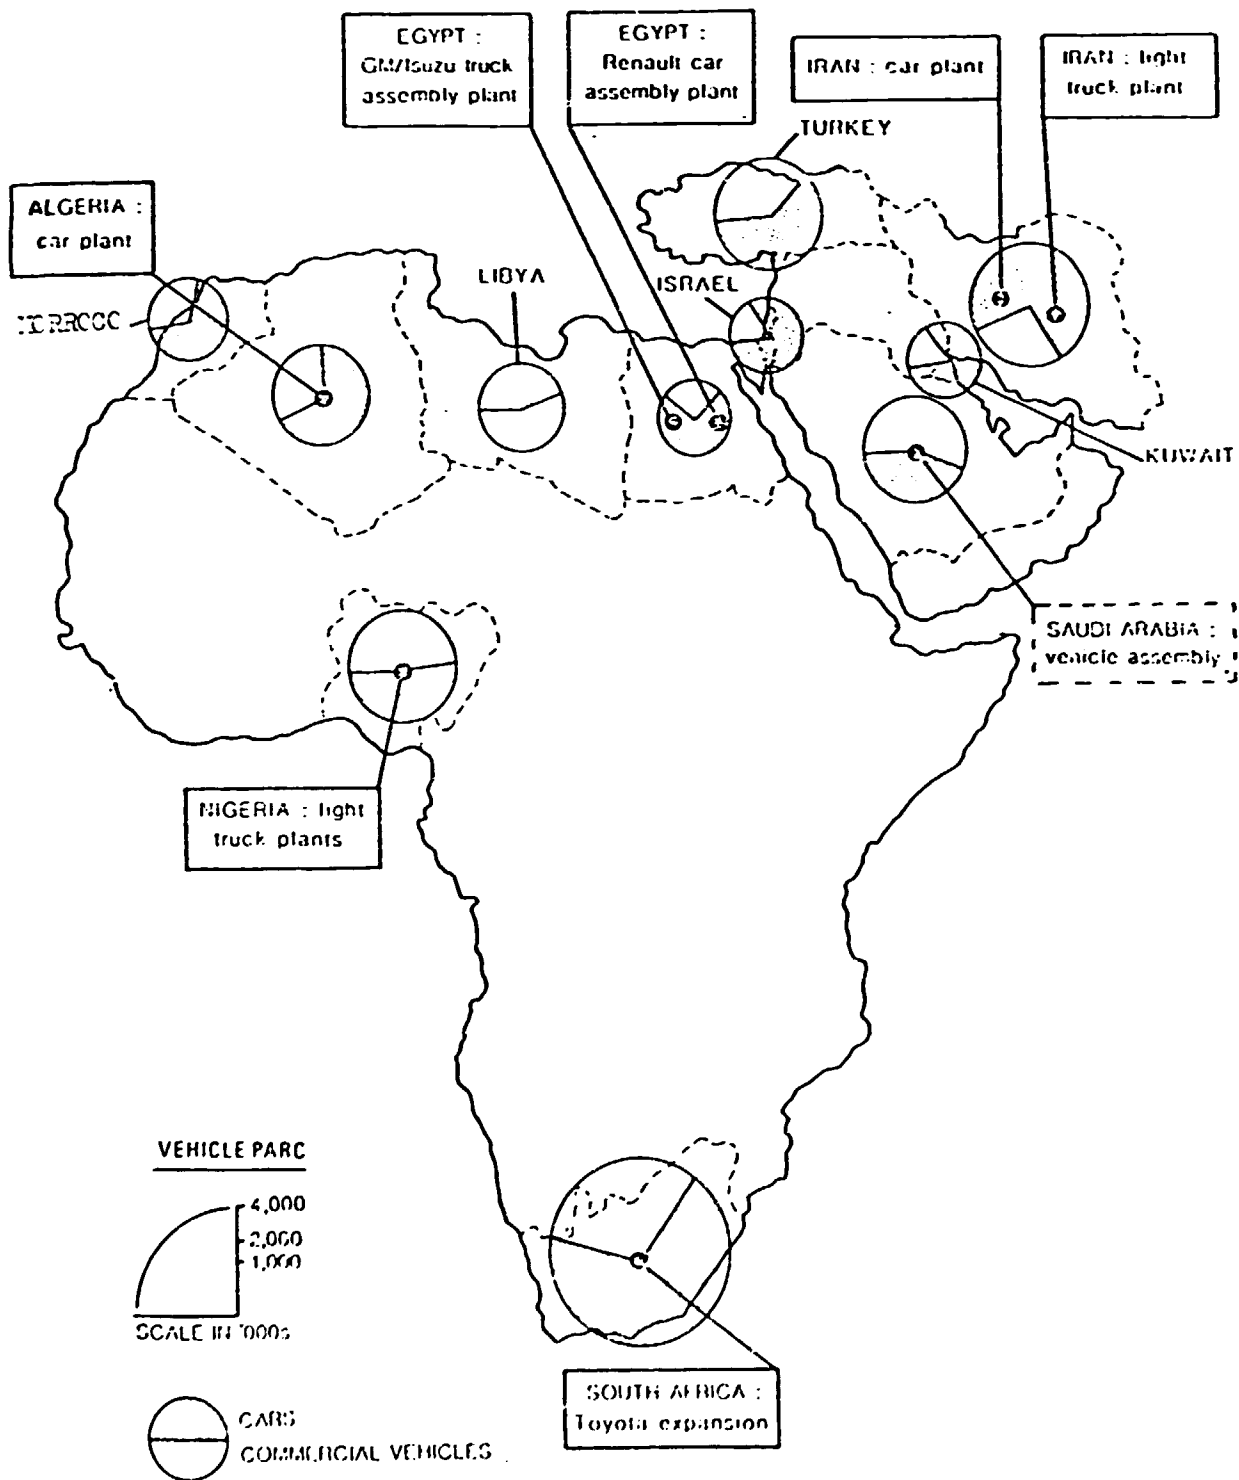 EGYPT :
GM/Isuzu truck
assembly plant
EGYPT :
Renault car
assembly plant
IRAN : car plant
IRAN : light
truck plant
TURKEY
ALGERIA :
car plant
LIBYA
ISRAEL
MORROCO
KUWAIT
SAUDI ARABIA :
vehicle assembly
NIGERIA : light
truck plants
VEHICLE PARC
4,000
2,000
1,000
SCALE IN '000s
SOUTH AFRICA :
Toyota expansion
CARS
COMMERCIAL VEHICLES